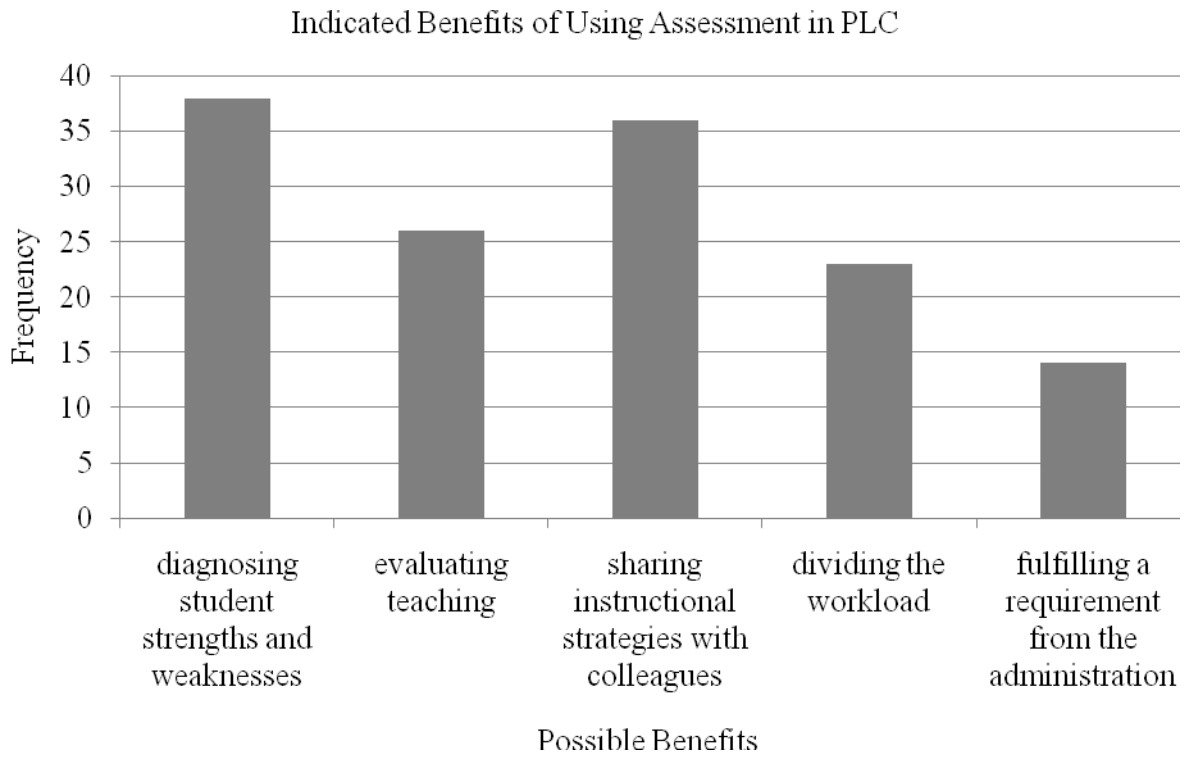 Indicated Benefits of Using Assessment in PLC
40
35
30
25
20
15
10
5
0
Frequency
diagnosing
student
strengths and
weaknesses
evaluating
teaching
sharing
instructional
strategies with
colleagues
dividing the
workload
fulfilling a
requirement
from the
administration
Possible Benefits